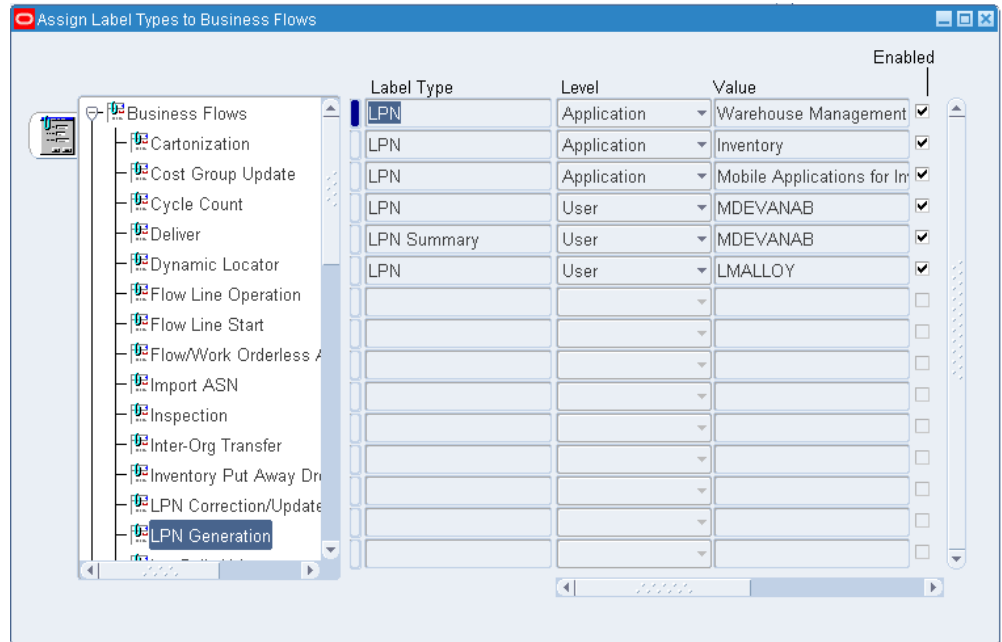 Assign Label Types to Business Flows
Enabled
Label Type Level Value
Business Flows
Cartonization
Cost Group Update
Cycle Count
Deliver
Dynamic Locator
Flow Line Operation
Flow Line Start
Flow/Work Orderless
Import ASN
Inspection
Inter-Org Transfer
Inventory Put Away
LPN Correction/Update
LPN Generation
LPN Application Warehouse Management
LPN Application Inventory
LPN Application Mobile Applications for
LPN User MDEVANAB
LPN Summary User MDEVANAB
LPN User LMALLOY